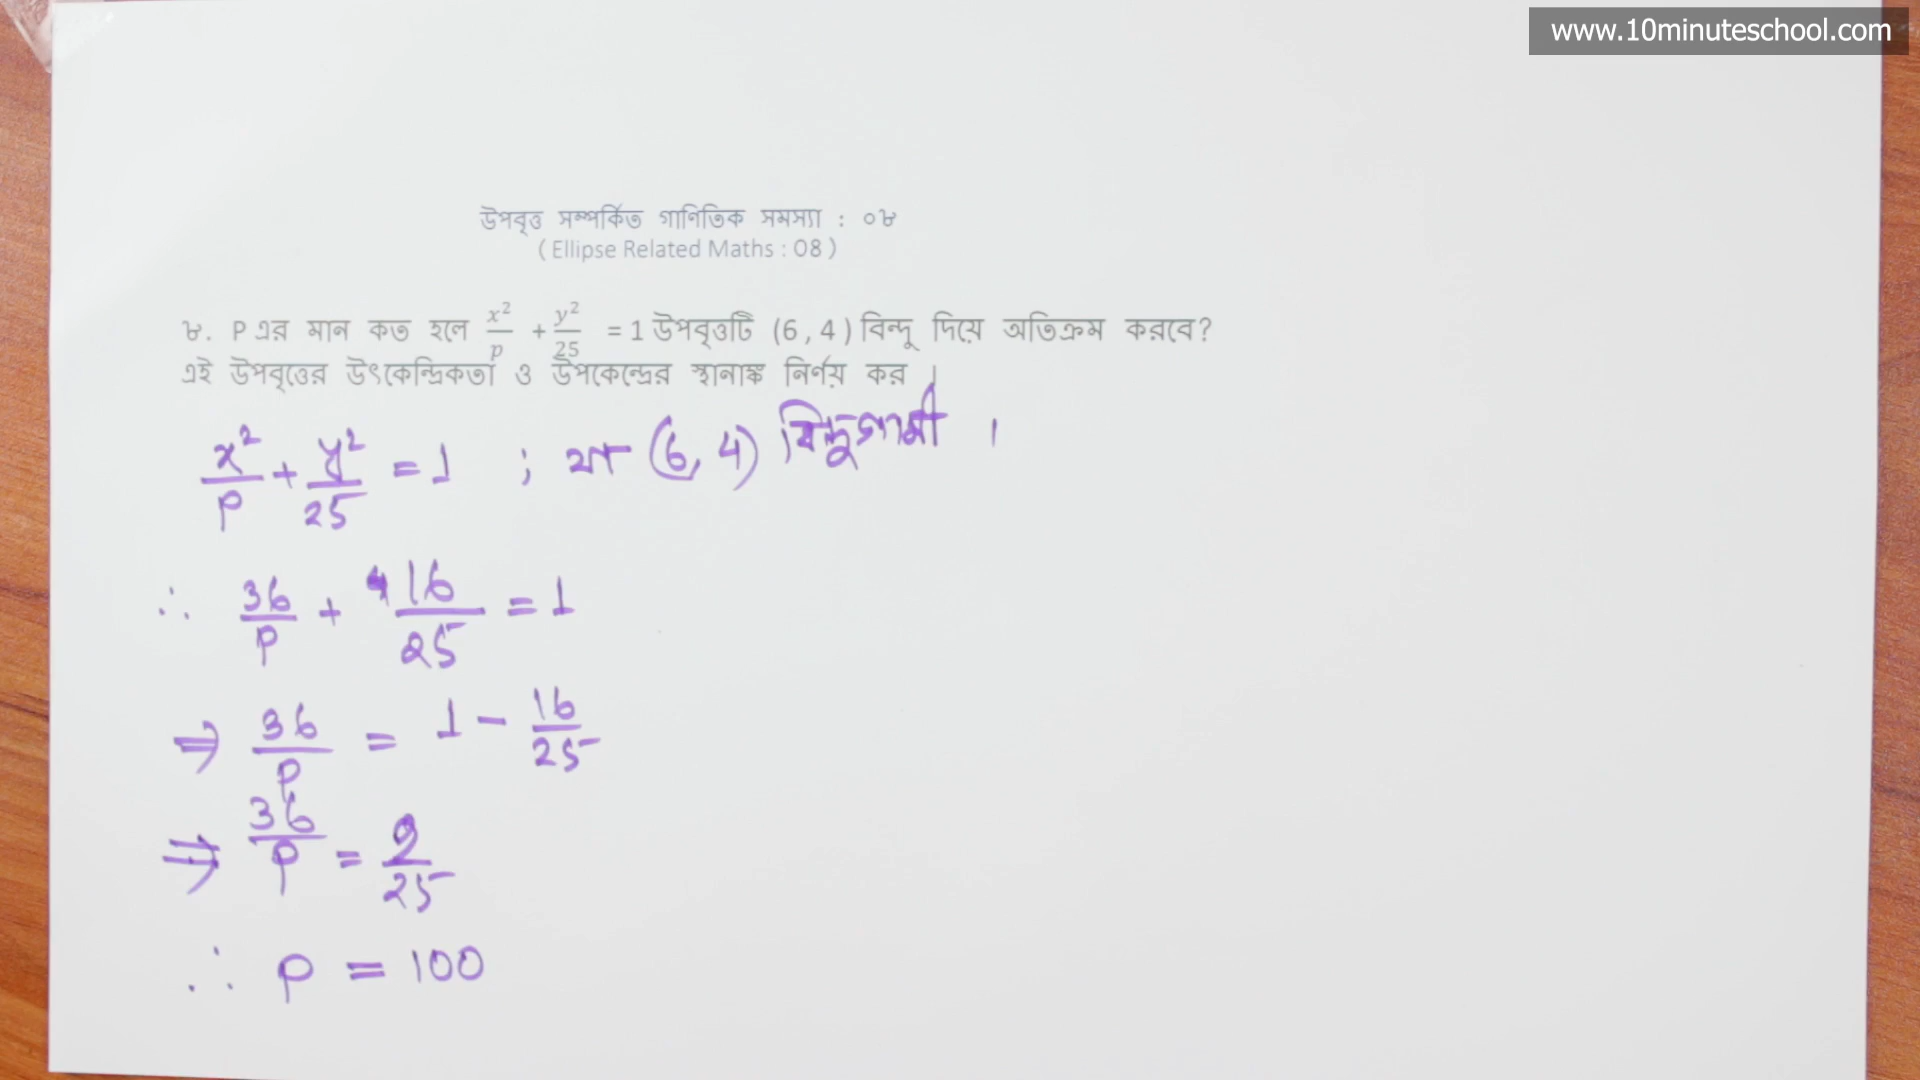 www.10minuteschool.com
উপবৃত্ত সম্পর্কিত গাণিতিক সমস্যা : ০৮
( Ellipse Related Maths : 08 )
৮. P এর মান কত হলে x²/p + y²/25 = 1 উপবৃত্তটি (6 , 4 ) বিন্দু দিয়ে অতিক্রম করবে?
এই উপবৃত্তের উৎকেন্দ্রিকতা ও উপকেন্দ্রের স্থানাঙ্ক নির্ণয় কর ।
x²/P + y²/25 = 1 ; যা (6, 4) বিন্দুগামী ।
∴ 36/P + 16/25 = 1
⇒ 36/P = 1 - 16/25
⇒ 36/P = 9/25
∴ P = 100